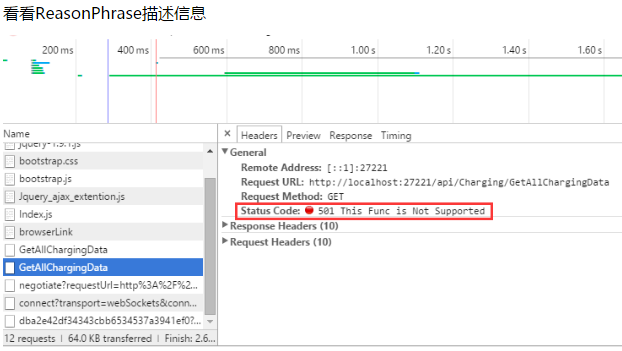 看看ReasonPhrase描述信息
200 ms 400 ms 600 ms 800 ms 1.00 s 1.20 s 1.40 s 1.60 s
Name
× Headers Preview Response Timing
jquery-1.9.1.js
bootstrap.css
bootstrap.js
Jquery_ajax_extention.js
Index.js
browserLink
GetAllChargingData
GetAllChargingData
negotiate?requestUrl=http%3A%2F%2...
connect?transport=webSockets&conn...
dba2e42df34343cbb6534537a3941ef0?...
12 requests | 64.0 KB transferred | Finish: 2.6...
▼General
Remote Address: [::1]:27221
Request URL: http://localhost:27221/api/Charging/GetAllChargingData
Request Method: GET
Status Code: 501 This Func is Not Supported
▶Response Headers (10)
▶Request Headers (10)